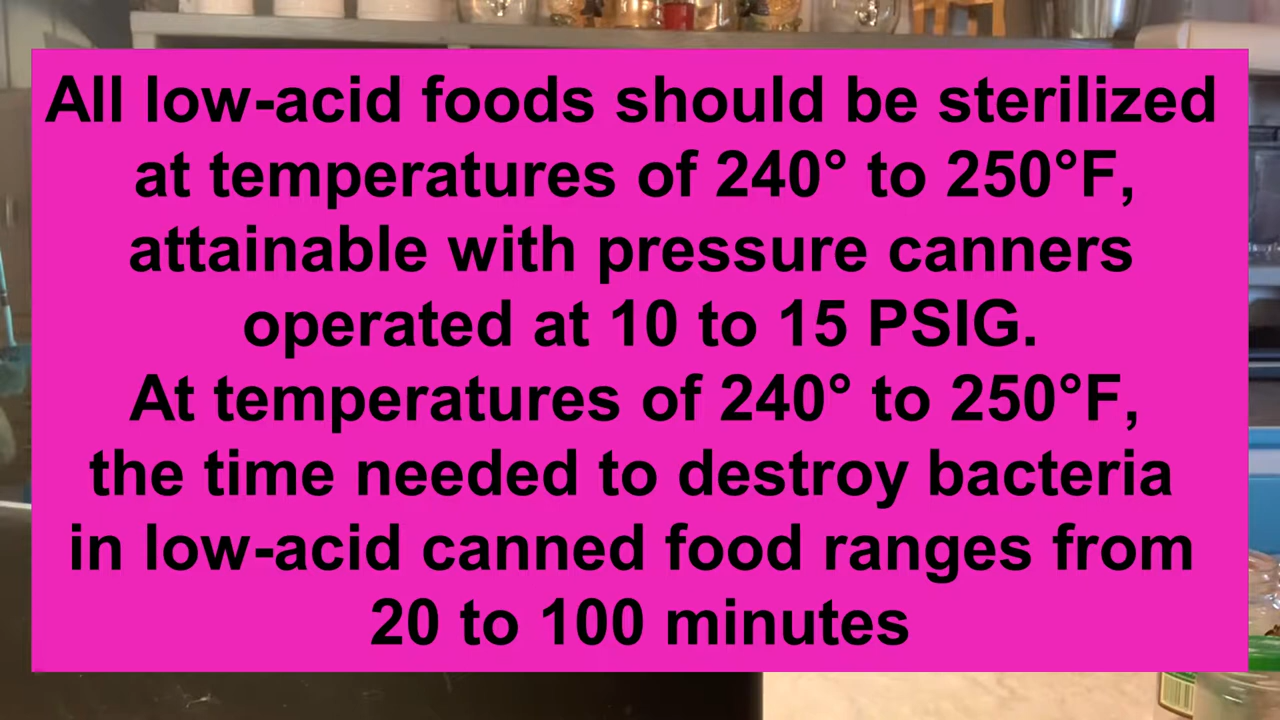 All low-acid foods should be sterilized
at temperatures of 240° to 250°F,
attainable with pressure canners
operated at 10 to 15 PSIG.
At temperatures of 240° to 250°F,
the time needed to destroy bacteria
in low-acid canned food ranges from
20 to 100 minutes